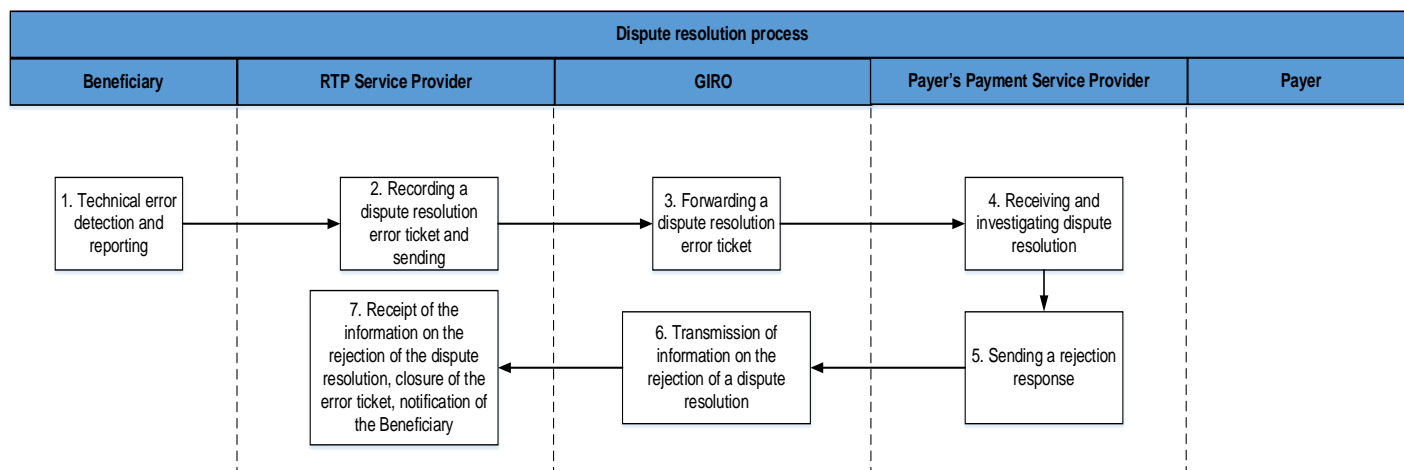 Dispute resolution process
Beneficiary
RTP Service Provider
GIRO
Payer's Payment Service Provider
Payer
1. Technical error
detection and
reporting
2. Recording a
dispute resolution
error ticket and
sending
3. Forwarding a
dispute resolution
error ticket
4. Receiving and
investigating dispute
resolution
7. Receipt of the
information on the
rejection of the dispute
resolution, closure of the
error ticket, notification of
the Beneficiary
6. Transmission of
information on the
rejection of a dispute
resolution
5. Sending a rejection
response